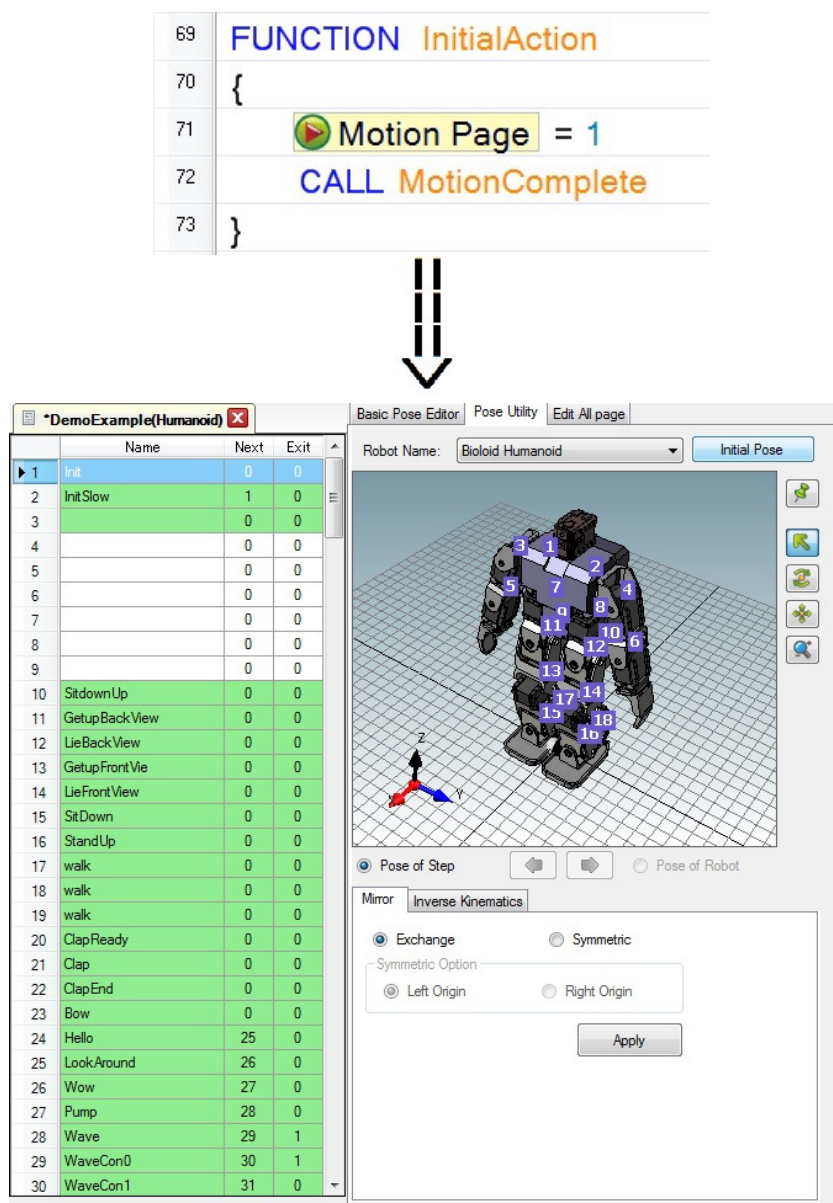 69 FUNCTION InitialAction
70 {
71 Motion Page = 1
72 CALL MotionComplete
73 }
*DemoExample(Humanoid)
Name Next Exit
1 Init 0 0
2 InitSlow 1 0
3 0 0
4 0 0
5 0 0
6 0 0
7 0 0
8 0 0
9 0 0
10 SitdownUp 0 0
11 GetupBackView 0 0
12 LieBackView 0 0
13 GetupFrontVie 0 0
14 LieFrontView 0 0
15 SitDown 0 0
16 StandUp 0 0
17 walk 0 0
18 walk 0 0
19 walk 0 0
20 ClapReady 0 0
21 Clap 0 0
22 ClapEnd 0 0
23 Bow 0 0
24 Hello 25 0
25 LookAround 26 0
26 Wow 27 0
27 Pump 28 0
28 Wave 29 1
29 WaveCon0 30 1
30 WaveCon1 31 0
Basic Pose Editor Pose Utility Edit All page
Robot Name: Bioloid Humanoid Initial Pose
3 1
2
5 7 4
9 8
11 10
12 6
13
17 14
15 18
16
Z
Y
Pose of Step Pose of Robot
Mirror Inverse Kinematics
Exchange Symmetric
Symmetric Option
Left Origin Right Origin
Apply